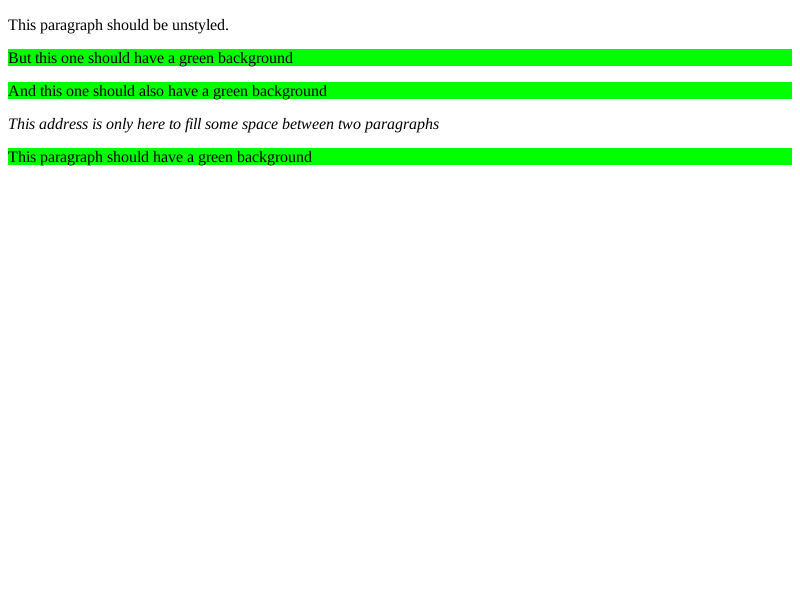 This paragraph should be unstyled.
But this one should have a green background
And this one should also have a green background
This address is only here to fill some space between two paragraphs
This paragraph should have a green background